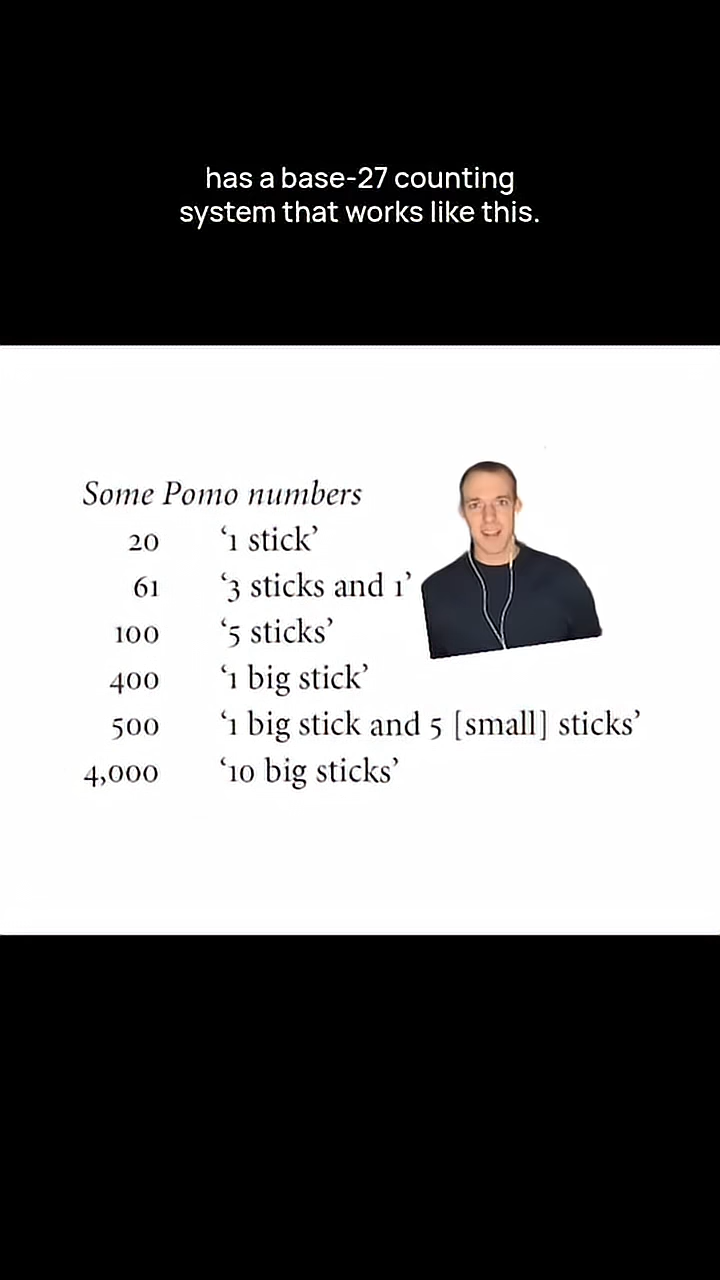 has a base-27 counting
system that works like this.
Some Pomo numbers
20 ‘1 stick’
61 ‘3 sticks and 1’
100 ‘5 sticks’
400 ‘1 big stick’
500 ‘1 big stick and 5 [small] sticks’
4,000 ‘10 big sticks’